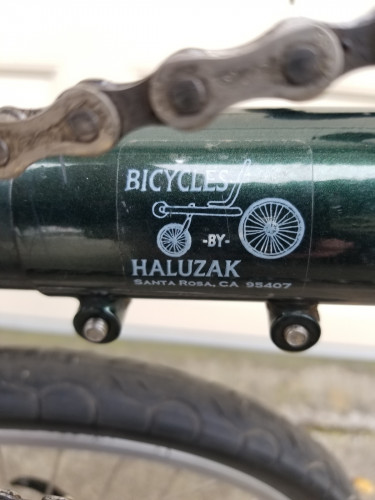 BICYCLES
-BY-
HALUZAK
SANTA ROSA, CA 95407